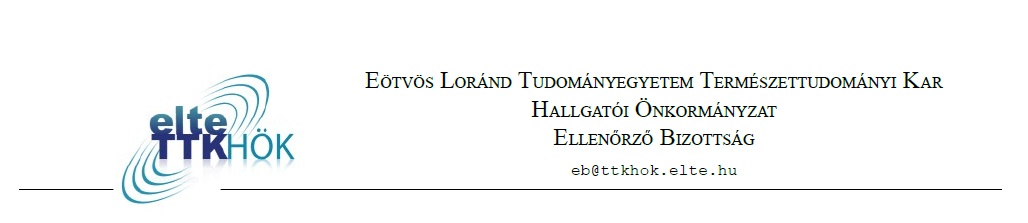 elte
TTKHÖK
Eötvös Loránd Tudományegyetem Természettudományi Kar
Hallgatói Önkormányzat
Ellenőrző Bizottság
eb@ttkhok.elte.hu